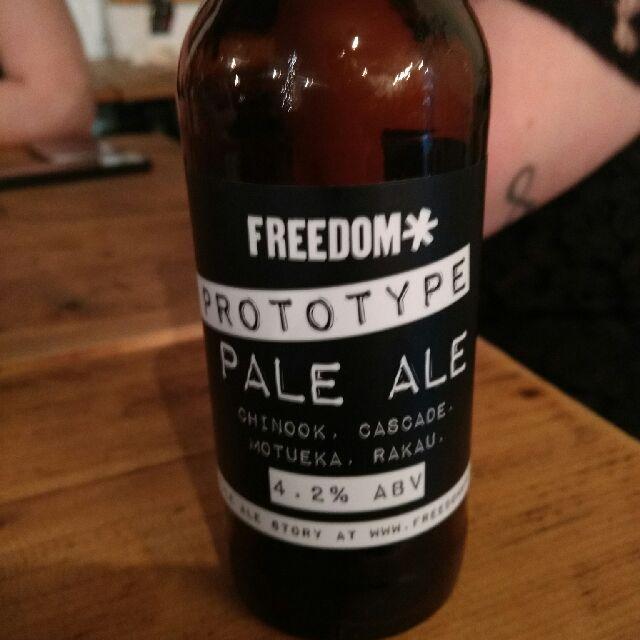 FREEDOM*
PROTOTYPE
PALE ALE
CHINOOK, CASCADE,
MOTUEKA, RAKAU.
4.2% ABV
ALE STORY AT WWW.FREEDOM